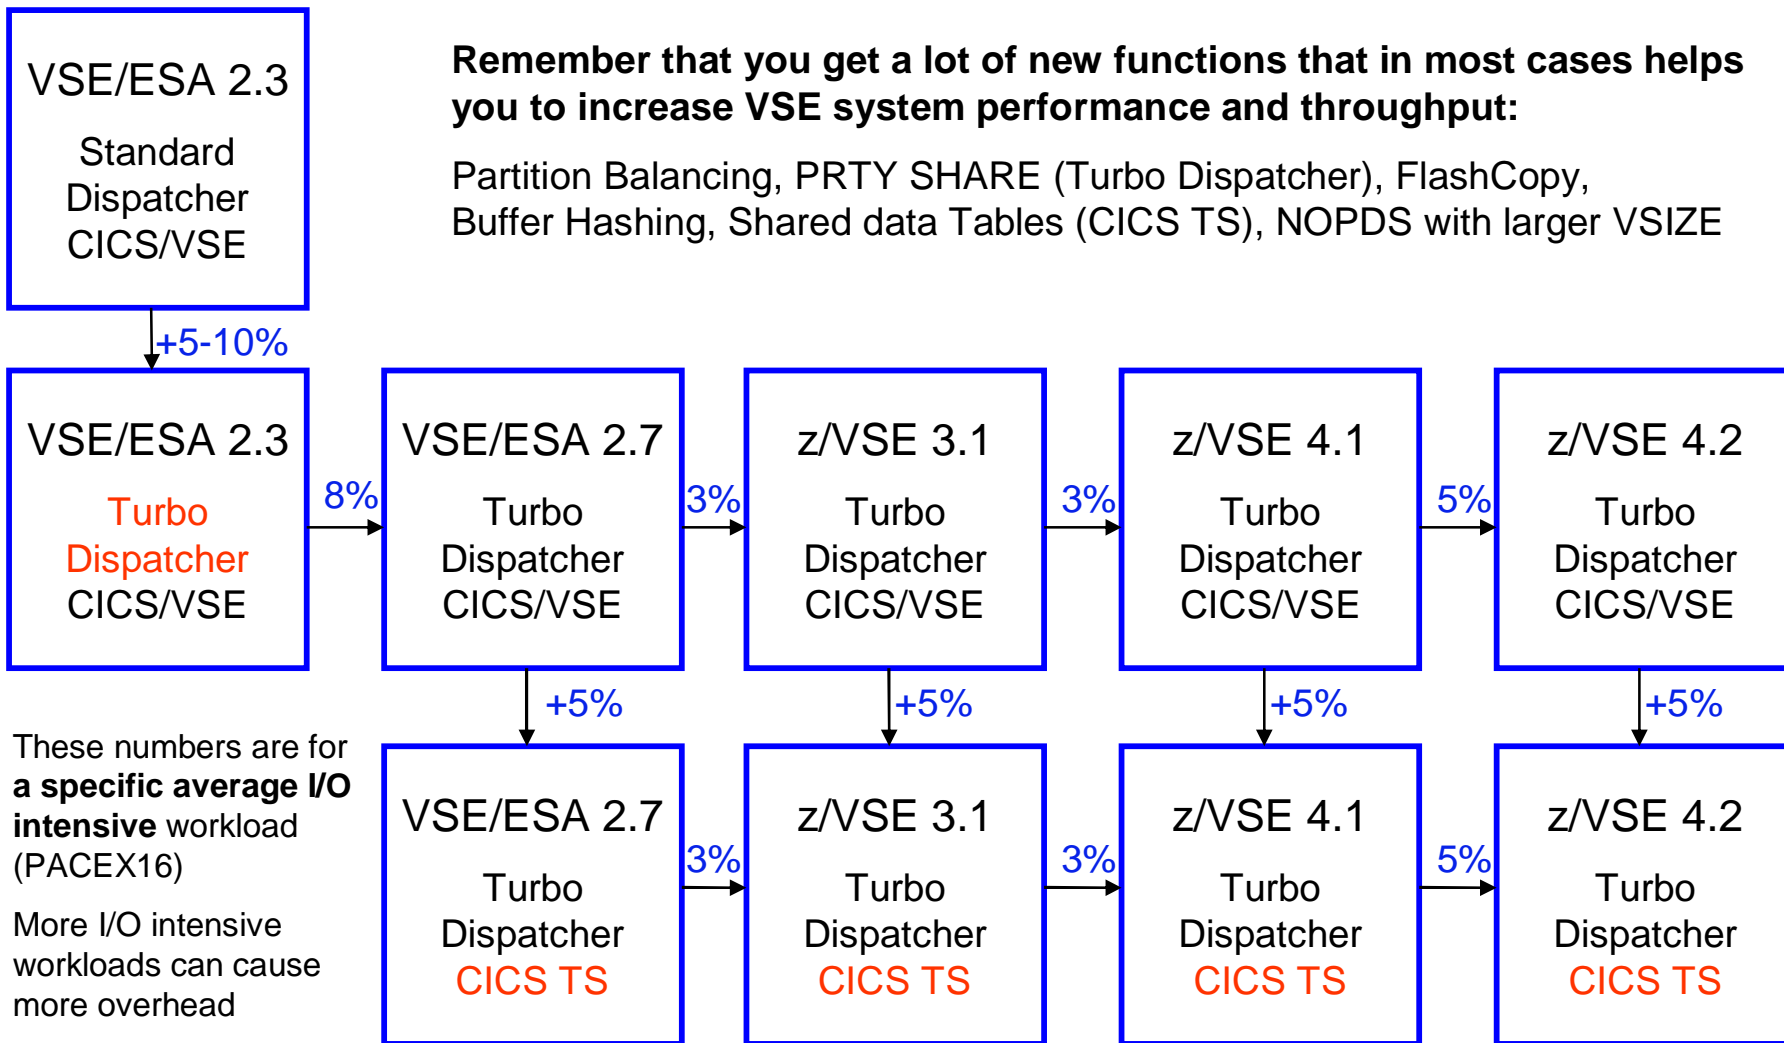 VSE/ESA 2.3
Standard
Dispatcher
CICS/VSE
Remember that you get a lot of new functions that in most cases helps
you to increase VSE system performance and throughput:
Partition Balancing, PRTY SHARE (Turbo Dispatcher), FlashCopy,
Buffer Hashing, Shared data Tables (CICS TS), NOPDS with larger VSIZE
+5-10%
VSE/ESA 2.3
Turbo
Dispatcher
CICS/VSE
8%
VSE/ESA 2.7
Turbo
Dispatcher
CICS/VSE
3%
z/VSE 3.1
Turbo
Dispatcher
CICS/VSE
3%
z/VSE 4.1
Turbo
Dispatcher
CICS/VSE
5%
z/VSE 4.2
Turbo
Dispatcher
CICS/VSE
+5%
+5%
+5%
+5%
These numbers are for
a specific average I/O
intensive workload
(PACEX16)
More I/O intensive
workloads can cause
more overhead
VSE/ESA 2.7
Turbo
Dispatcher
CICS TS
3%
z/VSE 3.1
Turbo
Dispatcher
CICS TS
3%
z/VSE 4.1
Turbo
Dispatcher
CICS TS
5%
z/VSE 4.2
Turbo
Dispatcher
CICS TS